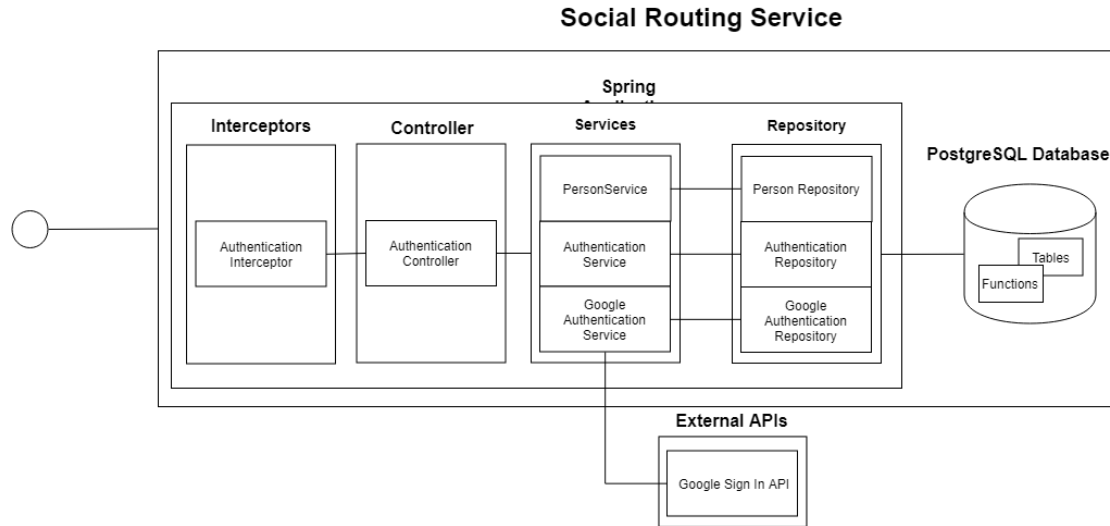 Social Routing Service
Spring
Interceptors
Controller
Services
Repository
PostgreSQL Database
PersonService
Person Repository
Authentication
Interceptor
Authentication
Controller
Authentication
Service
Authentication
Repository
Tables
Functions
Google
Authentication
Service
Google
Authentication
Repository
External APIs
Google Sign In API